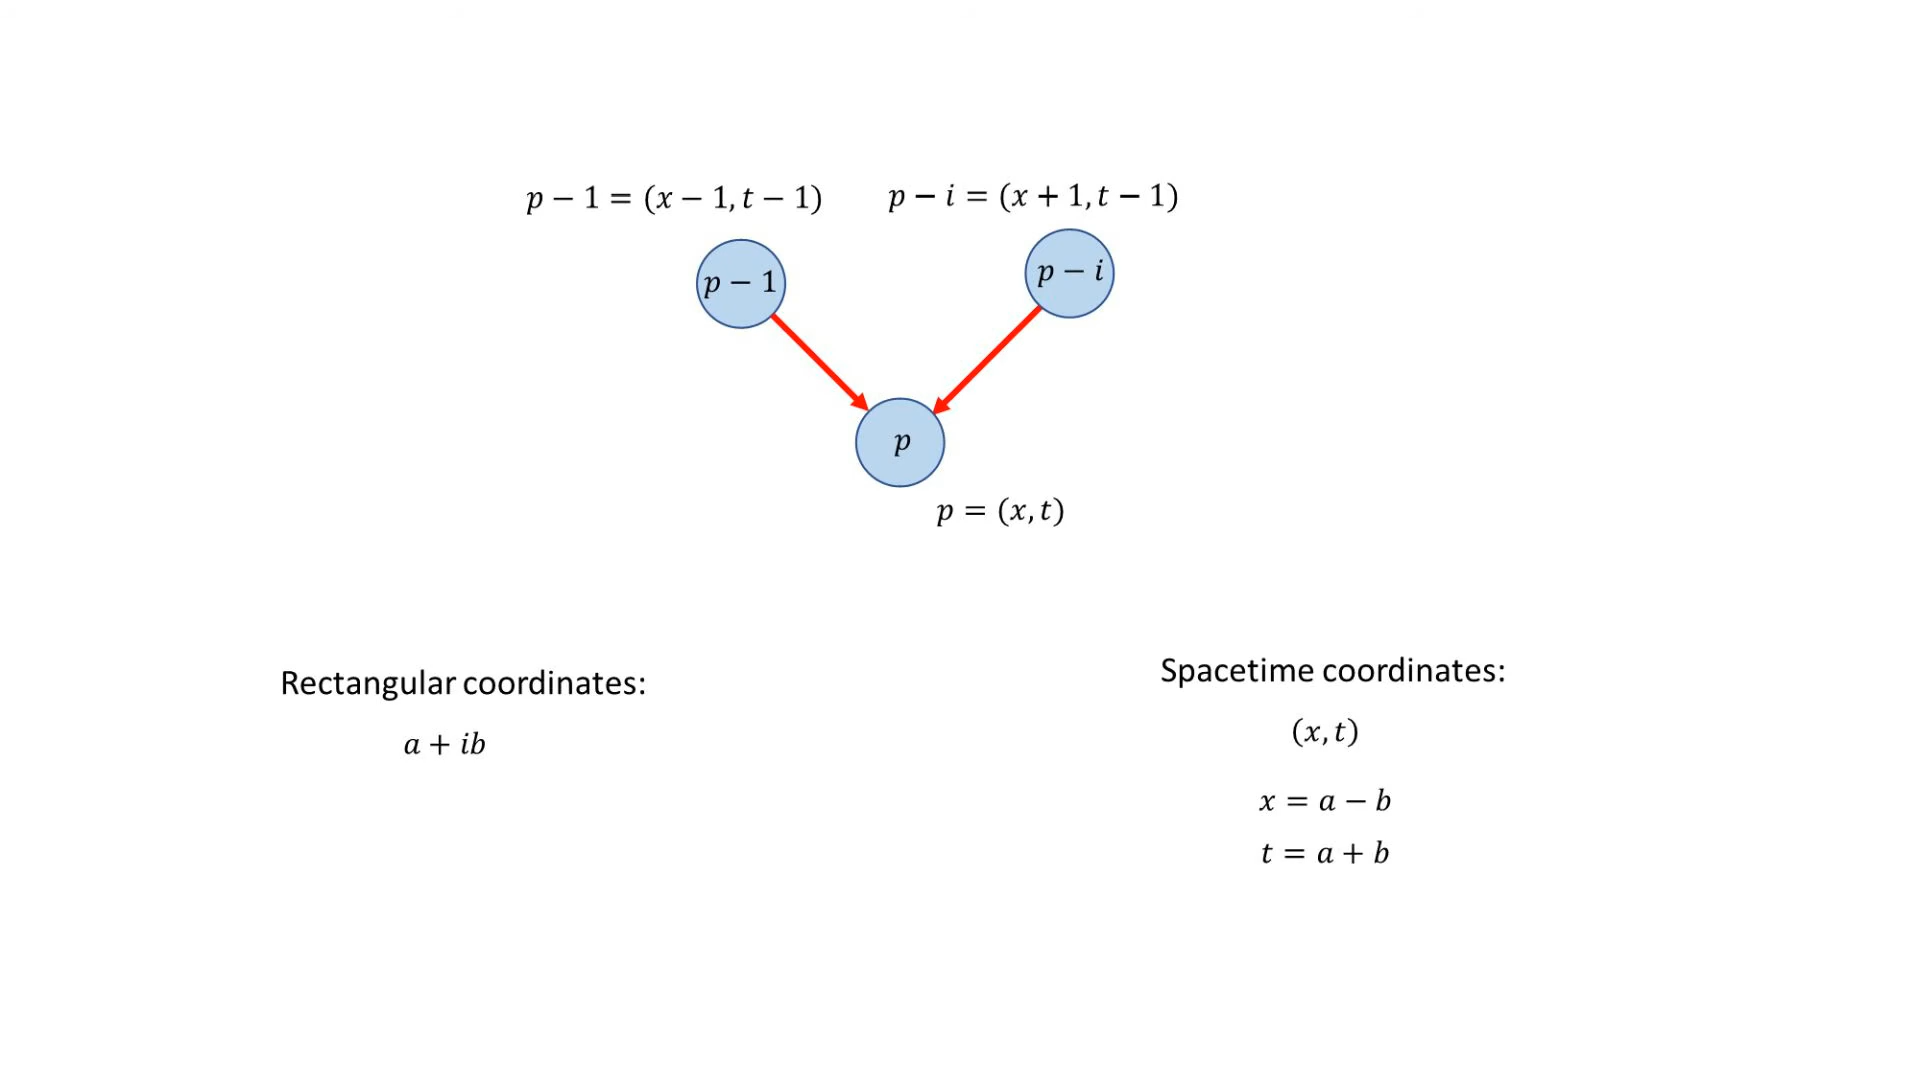 p − 1 = (x − 1, t − 1)
p − i = (x + 1, t − 1)
p − 1
p − i
p
p = (x, t)
Rectangular coordinates:
a + ib
Spacetime coordinates:
(x, t)
x = a − b
t = a + b